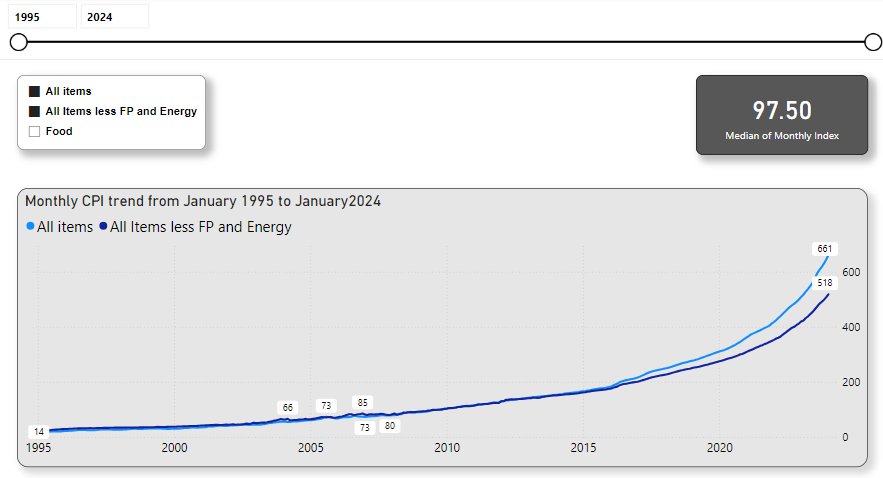 1995 2024
All items
All Items less FP and Energy
Food
97.50
Median of Monthly Index
Monthly CPI trend from January 1995 to January2024
All items All Items less FP and Energy
661
600
518
400
200
85
66 73
73 80
14
0
1995 2000 2005 2010 2015 2020